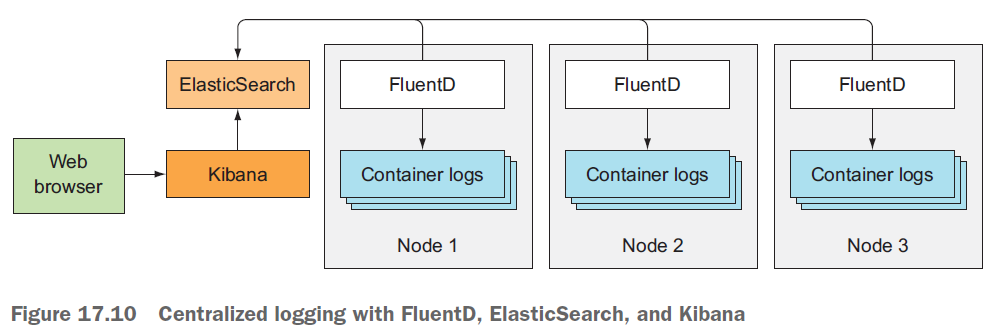 ElasticSearch
FluentD
FluentD
FluentD
Web
browser
Kibana
Container logs
Container logs
Container logs
Node 1
Node 2
Node 3
Figure 17.10 Centralized logging with FluentD, ElasticSearch, and Kibana